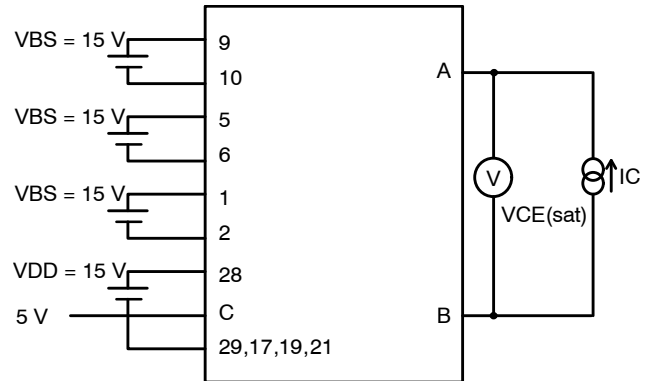 VBS = 15 V
9
10
VBS = 15 V
5
6
VBS = 15 V
1
2
VDD = 15 V
28
5 V
C
29,17,19,21
A
V
IC
VCE(sat)
B